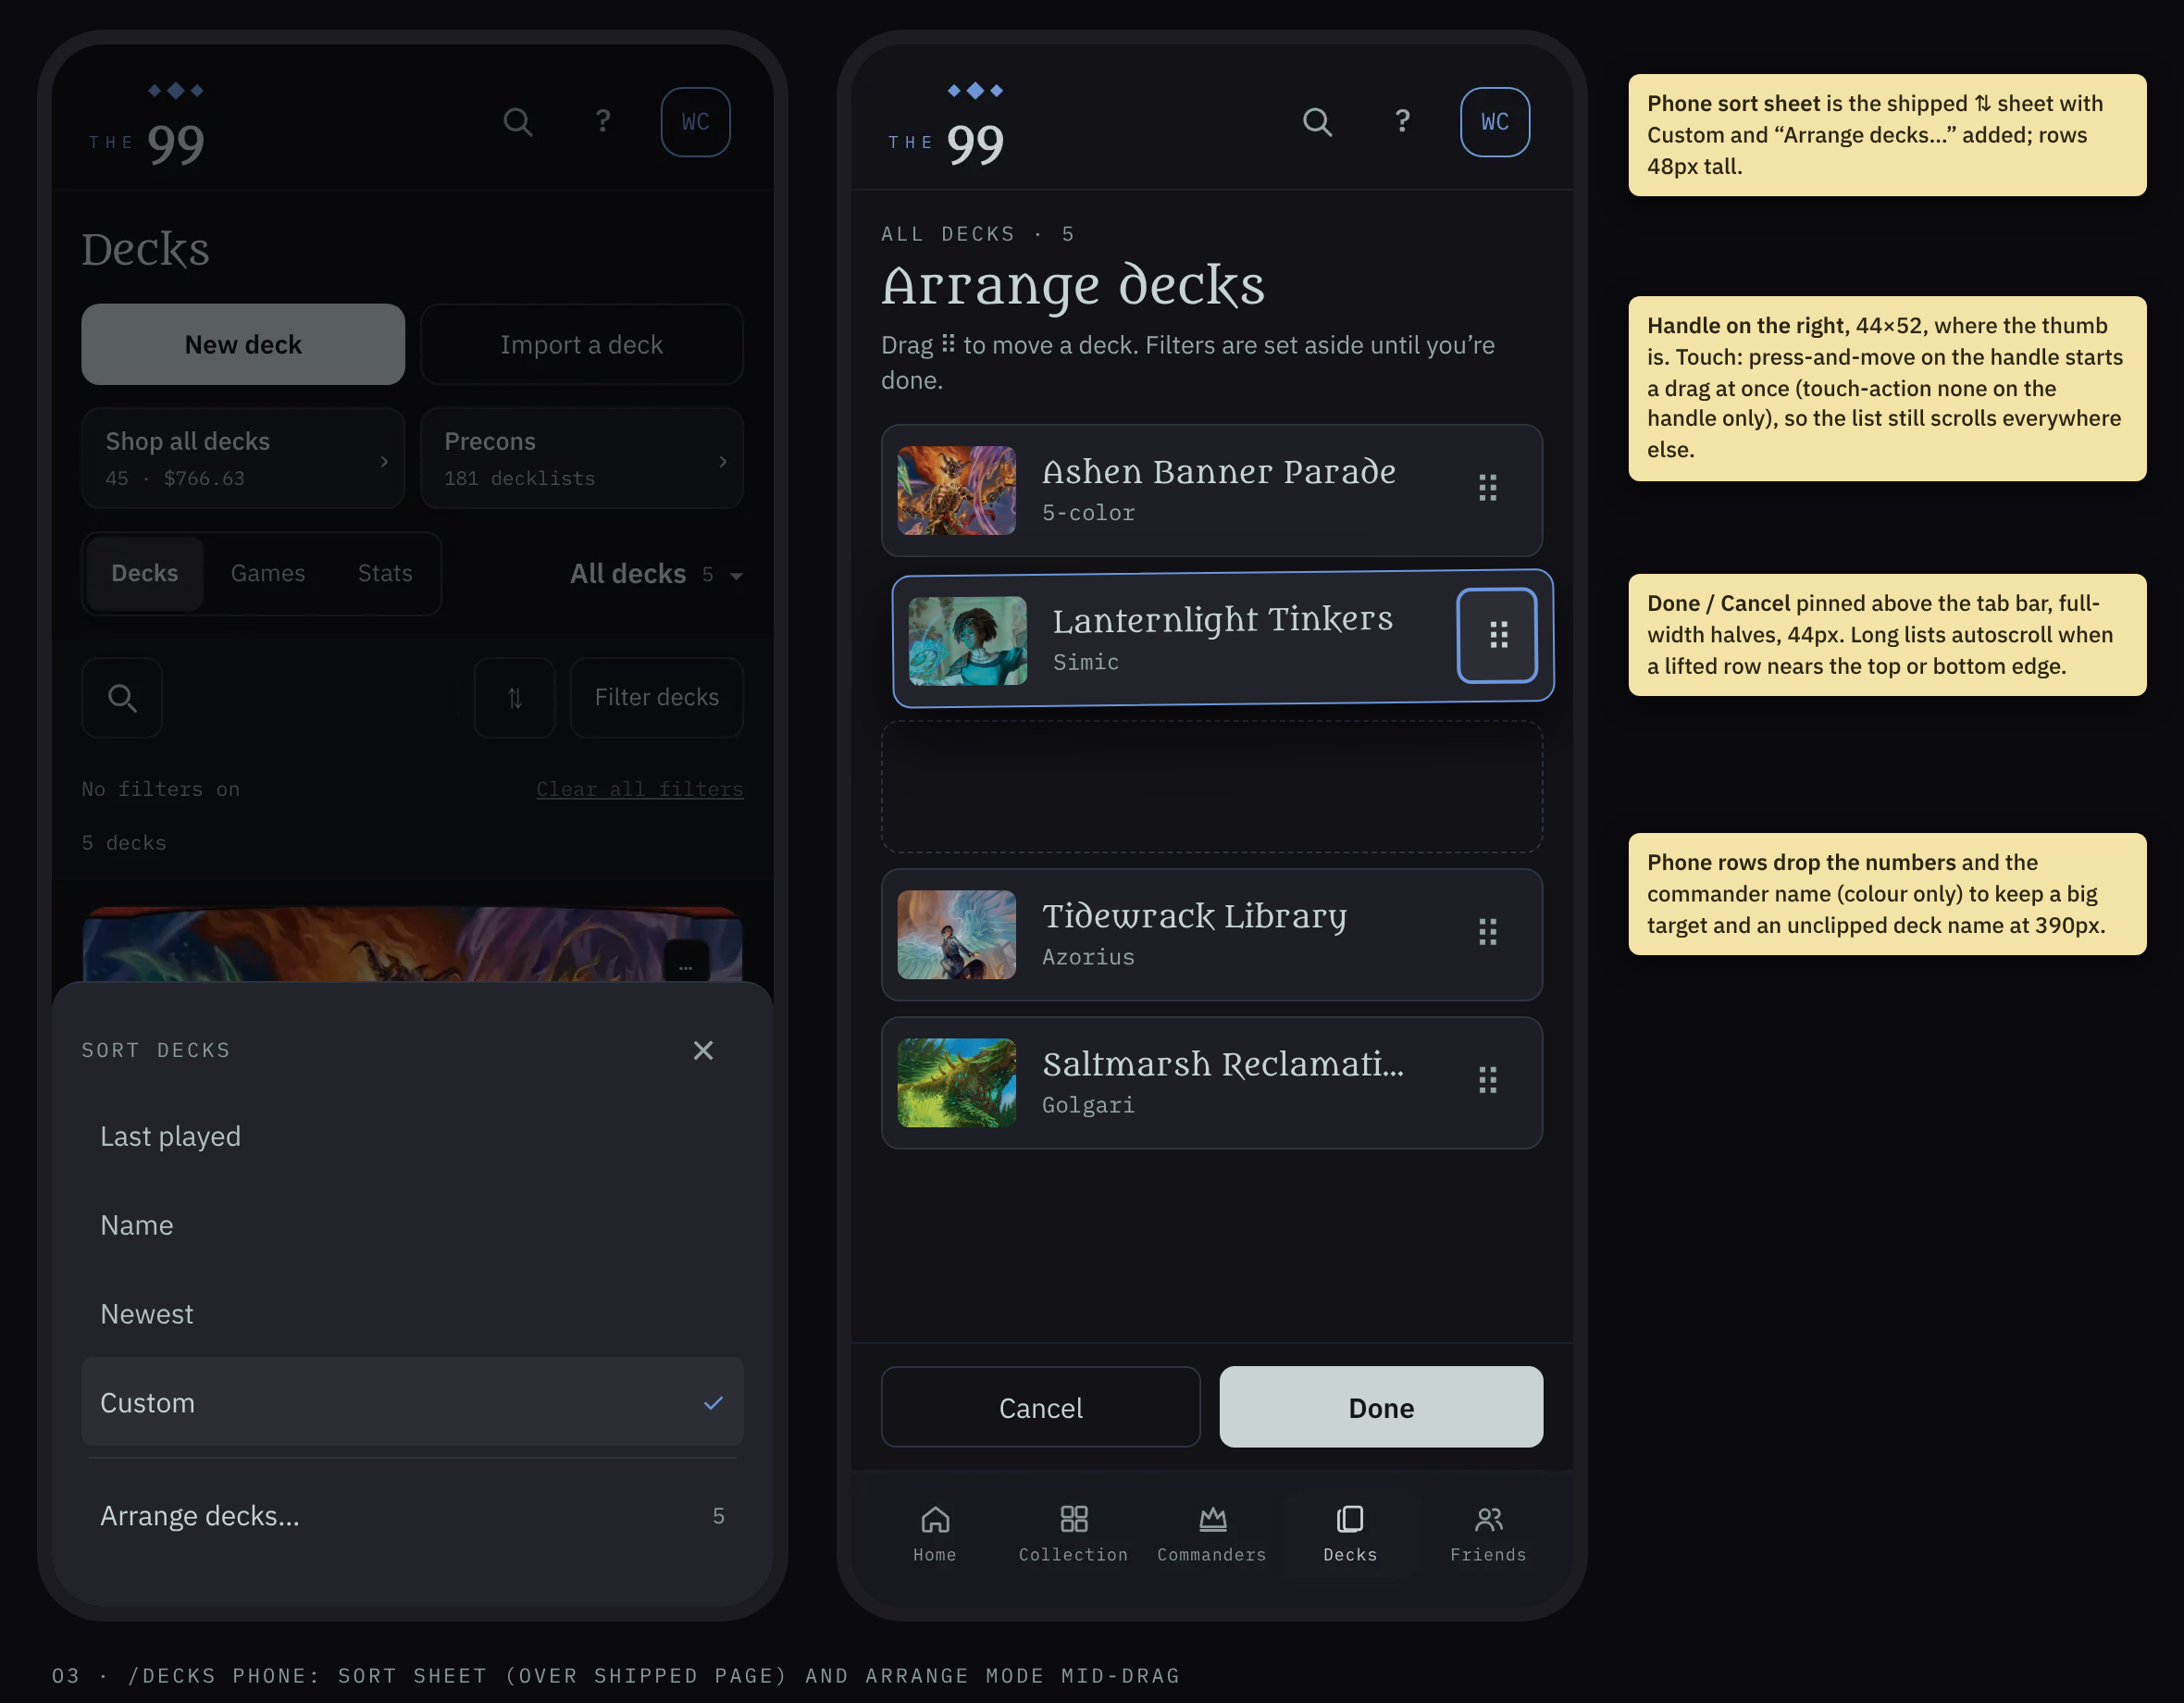 THE 99
?
WC
Decks
New deck
Import a deck
Shop all decks
45 · $766.63
›
Precons
181 decklists
›
Decks
Games
Stats
All decks 5
⇅
Filter decks
No filters on
Clear all filters
5 decks
…
SORT DECKS
Last played
Name
Newest
Custom
Arrange decks…
5
THE 99
?
WC
ALL DECKS · 5
Arrange decks
Drag ⠿ to move a deck. Filters are set aside until you’re
done.
Ashen Banner Parade
5-color
Lanternlight Tinkers
Simic
Tidewrack Library
Azorius
Saltmarsh Reclamati…
Golgari
Cancel
Done
Home
Collection
Commanders
Decks
Friends
Phone sort sheet is the shipped ⇅ sheet with
Custom and “Arrange decks…” added; rows
48px tall.
Handle on the right, 44×52, where the thumb
is. Touch: press-and-move on the handle starts
a drag at once (touch-action none on the
handle only), so the list still scrolls everywhere
else.
Done / Cancel pinned above the tab bar, full-
width halves, 44px. Long lists autoscroll when
a lifted row nears the top or bottom edge.
Phone rows drop the numbers and the
commander name (colour only) to keep a big
target and an unclipped deck name at 390px.
03 · /DECKS PHONE: SORT SHEET (OVER SHIPPED PAGE) AND ARRANGE MODE MID-DRAG